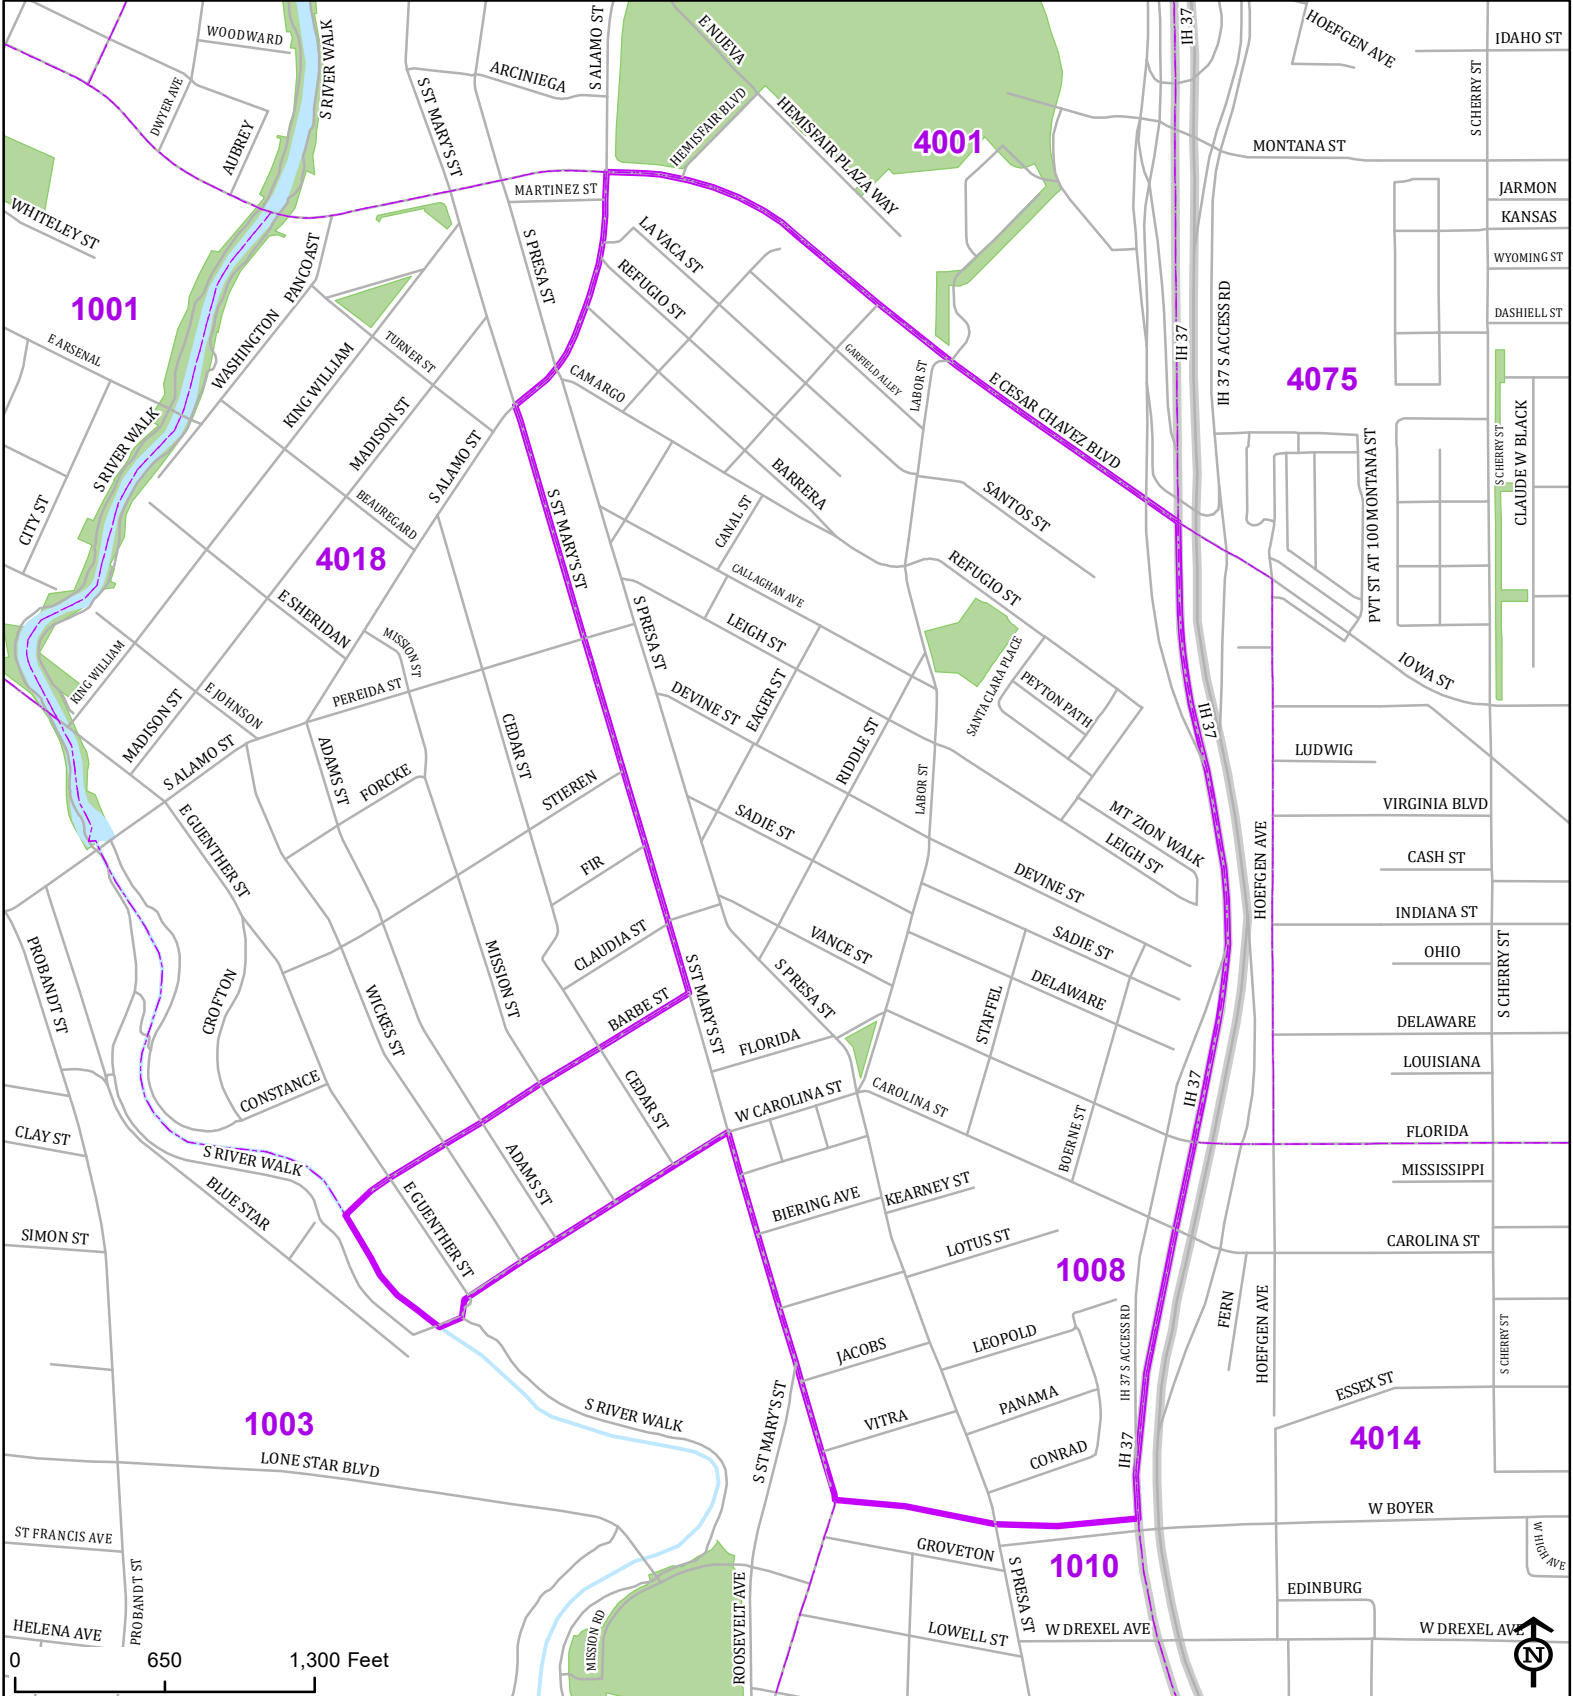 WOODWARD
S RIVER WALK
DWYER AVE
AUBREY
ARCINIEGA
S ALAMO ST
S ST MARY'S ST
E NUEVA
HEMISFAIR BLVD
HEMISFAIR PLAZA WAY
4001
IH 37
HOEFGEN AVE
IDAHO ST
S CHERRY ST
MONTANA ST
JARMON
KANSAS
WYOMING ST
DASHIELL ST
MARTINEZ ST
WHITELEY ST
1001
E ARSENAL
PANCOAST
WASHINGTON
S PRESA ST
LA VACA ST
REFUGIO ST
TURNER ST
KING WILLIAM
MADISON ST
CAMARGO
GARFIELD ALLEY
LABOR ST
IH 37
IH 37 S ACCESS RD
E CESAR CHAVEZ BLVD
4075
CLAUDE W BLACK
S CHERRY ST
PVT ST AT 100 MONTANA ST
S RIVER WALK
CITY ST
S ALAMO ST
BEAUREGARD
4018
S ST MARY'S ST
BARRERA
CANAL ST
SANTOS ST
CALLAGHAN AVE
REFUGIO ST
E SHERIDAN
MISSION ST
S PRESA ST
LEIGH ST
SANTA CLARA PLACE
PEYTON PATH
IOWA ST
KING WILLIAM
MADISON ST
E JOHNSON
PEREIDA ST
DEVINE ST
EAGER ST
RIDDLE ST
IH 37
LUDWIG
S ALAMO ST
ADAMS ST
FORCKE
CEDAR ST
STIEREN
SADIE ST
LABOR ST
MT ZION WALK
LEIGH ST
VIRGINIA BLVD
CASH ST
HOEFGEN AVE
E GUENTHER ST
FIR
DEVINE ST
INDIANA ST
CLAUDIA ST
VANCE ST
SADIE ST
OHIO
PROBANDT ST
CROFTON
MISSION ST
WICKES ST
BARBE ST
S ST MARY'S ST
S PRESA ST
STAFFEL
DELAWARE
S CHERRY ST
DELAWARE
FLORIDA
LOUISIANA
CONSTANCE
CEDAR ST
W CAROLINA ST
CAROLINA ST
IH 37
CLAY ST
BOERNE ST
FLORIDA
S RIVER WALK
ADAMS ST
MISSISSIPPI
BLUE STAR
E GUENTHER ST
BIERING AVE
KEARNEY ST
SIMON ST
LOTUS ST
CAROLINA ST
1008
FERN
HOEFGEN AVE
IH 37 S ACCESS RD
JACOBS
LEOPOLD
S CHERRY ST
ESSEX ST
1003
S RIVER WALK
S ST MARY'S ST
VITRA
PANAMA
4014
LONE STAR BLVD
CONRAD
IH 37
W BOYER
ST FRANCIS AVE
GROVETON
1010
W HIGH AVE
PROBANDT ST
ROOSEVELT AVE
S PRESA ST
EDINBURG
HELENA AVE
MISSION RD
LOWELL ST
W DREXEL AVE
W DREXEL AVE
0 650 1,300 Feet
N